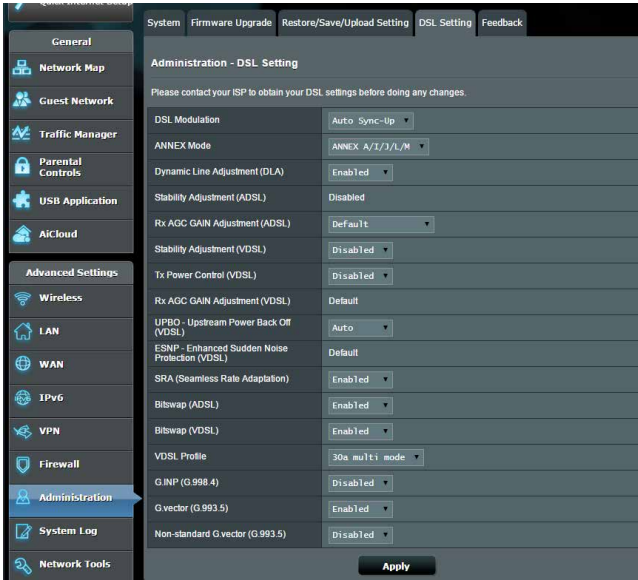 Quick Internet Setup
General
Network Map
Guest Network
Traffic Manager
Parental
Controls
USB Application
AiCloud
Advanced Settings
Wireless
LAN
WAN
IPv6
VPN
Firewall
Administration
System Log
Network Tools
System Firmware Upgrade Restore/Save/Upload Setting DSL Setting Feedback
Administration - DSL Setting
Please contact your ISP to obtain your DSL settings before doing any changes.
DSL Modulation Auto Sync-Up
ANNEX Mode ANNEX A/I/J/L/M
Dynamic Line Adjustment (DLA) Enabled
Stability Adjustment (ADSL) Disabled
Rx AGC GAIN Adjustment (ADSL) Default
Stability Adjustment (VDSL) Disabled
Tx Power Control (VDSL) Disabled
Rx AGC GAIN Adjustment (VDSL) Default
UPBO - Upstream Power Back Off
(VDSL) Auto
ESNP - Enhanced Sudden Noise
Protection (VDSL) Default
SRA (Seamless Rate Adaptation) Enabled
Bitswap (ADSL) Enabled
Bitswap (VDSL) Enabled
VDSL Profile 30a multi mode
G.INP (G.998.4) Disabled
G.vector (G.993.5) Enabled
Non-standard G.vector (G.993.5) Disabled
Apply